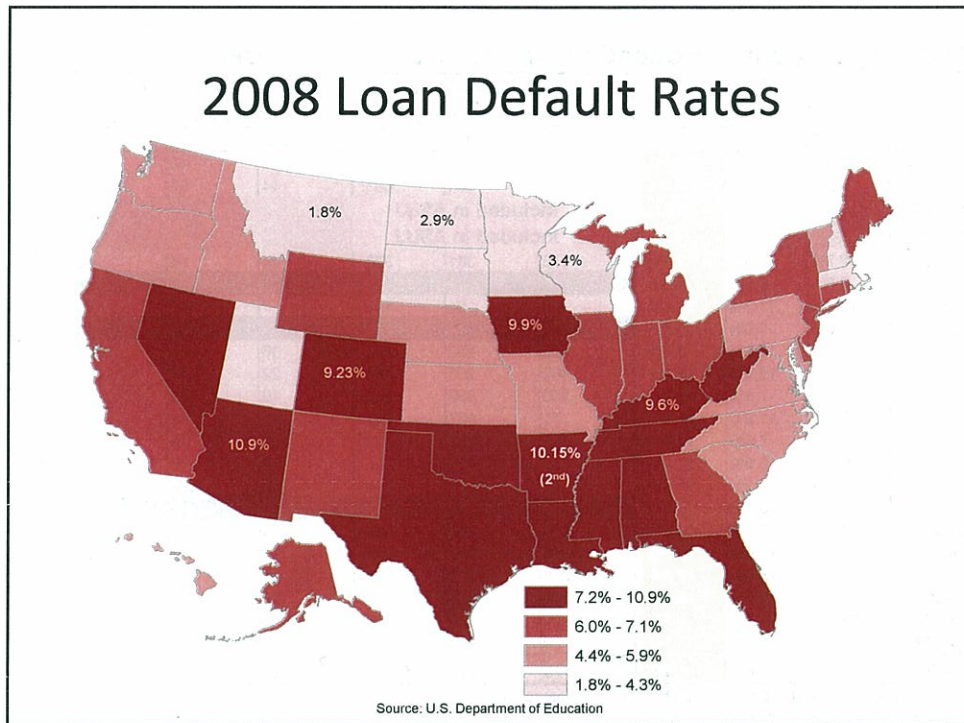 2008 Loan Default Rates
1.8%
2.9%
3.4%
9.9%
9.23%
9.6%
10.9%
10.15%
(2nd)
7.2% - 10.9%
6.0% - 7.1%
4.4% - 5.9%
1.8% - 4.3%
Source: U.S. Department of Education